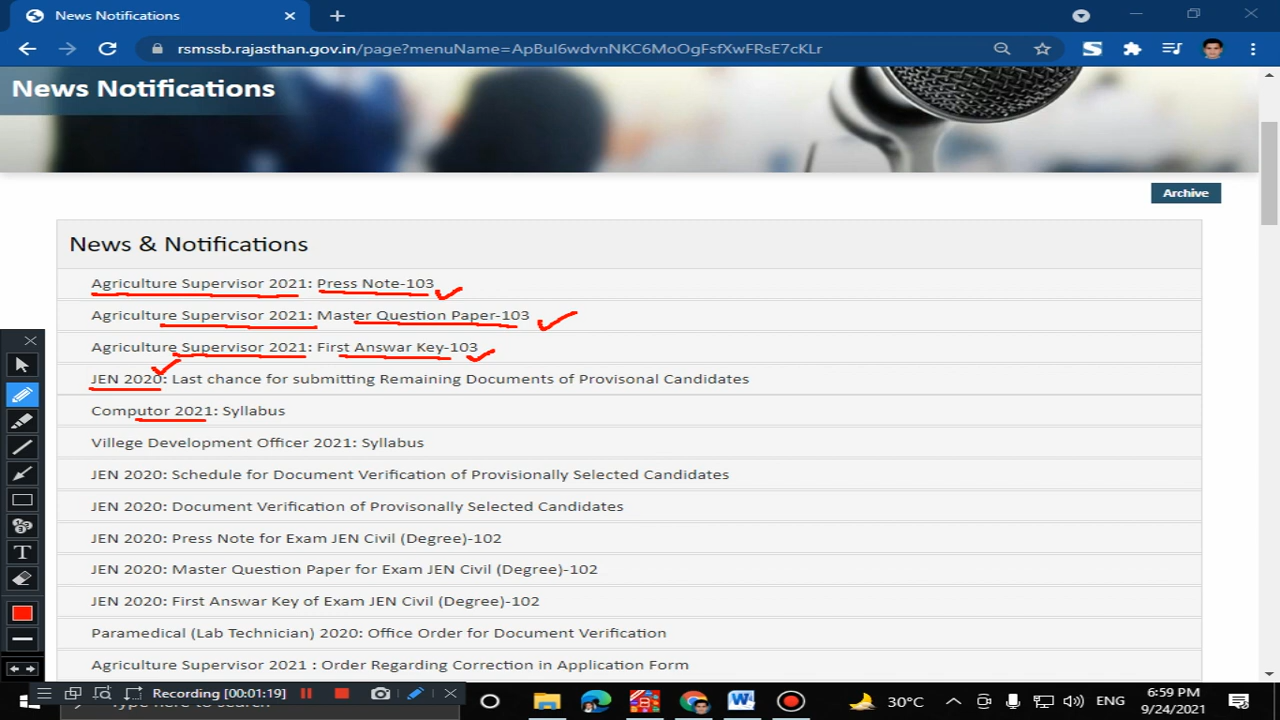 News Notifications
rsmssb.rajasthan.gov.in/page?menuName=ApBuI6wdvnNKC6MoOgFsfXwFRsE7cKLr
News Notifications
Archive
News & Notifications
Agriculture Supervisor 2021: Press Note-103
Agriculture Supervisor 2021: Master Question Paper-103
Agriculture Supervisor 2021: First Answar Key-103
JEN 2020: Last chance for submitting Remaining Documents of Provisonal Candidates
Computor 2021: Syllabus
Villege Development Officer 2021: Syllabus
JEN 2020: Schedule for Document Verification of Provisionally Selected Candidates
JEN 2020: Document Verification of Provisonally Selected Candidates
JEN 2020: Press Note for Exam JEN Civil (Degree)-102
JEN 2020: Master Question Paper for Exam JEN Civil (Degree)-102
JEN 2020: First Answar Key of Exam JEN Civil (Degree)-102
Paramedical (Lab Technician) 2020: Office Order for Document Verification
Agriculture Supervisor 2021 : Order Regarding Correction in Application Form
T
Recording [00:01:19]
Type here to search
30°C
ENG
6:59 PM
9/24/2021